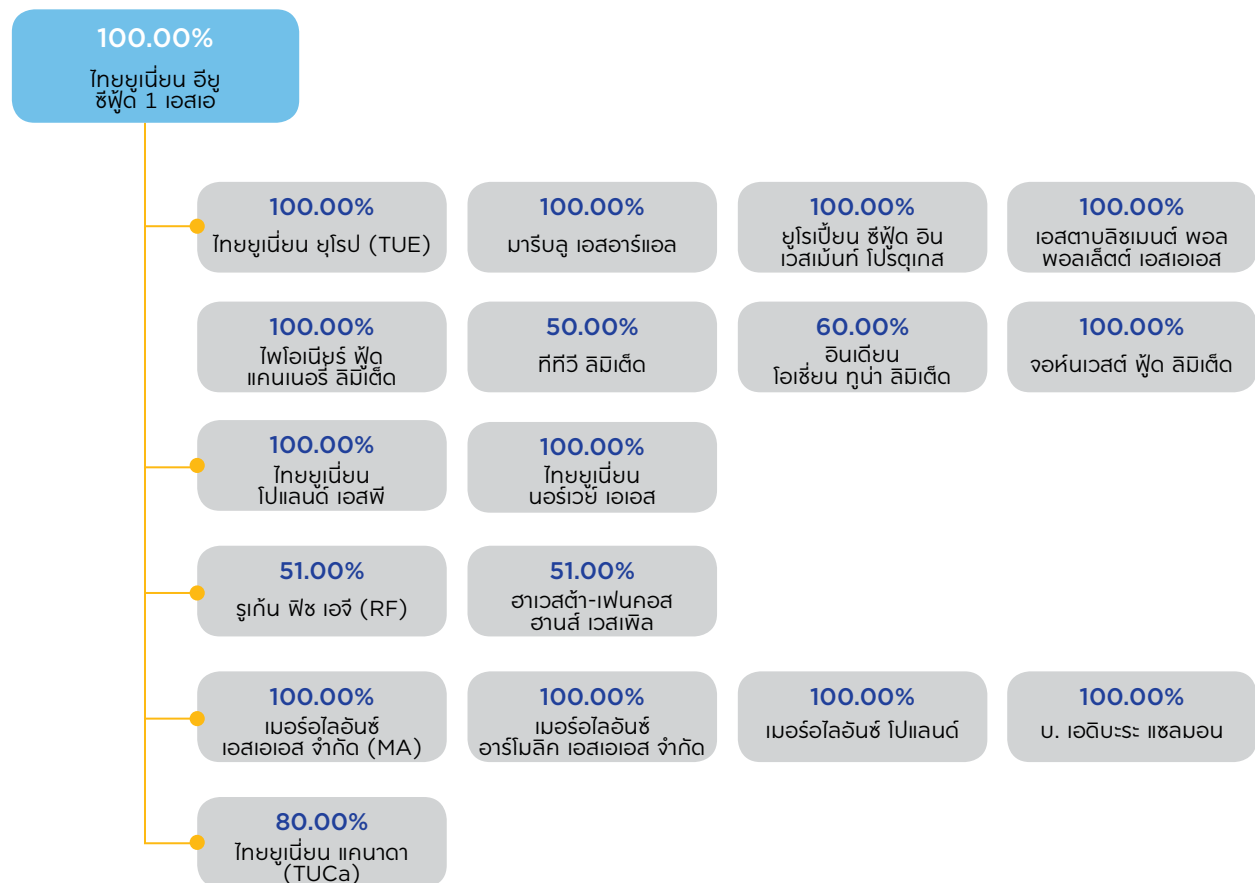 100.00%
ไทยยูเนี่ยน อียู
ซีฟู้ด 1 เอสเอ
100.00%
ไทยยูเนี่ยน ยุโรป (TUE)
100.00%
มารีบลู เอสอาร์แอล
100.00%
ยูโรเปี้ยน ซีฟู้ด อิน
เวสเม้นท์ โปรตุเกส
100.00%
เอสตาบลิชเมนต์ พอล
พอลเล็ตต์ เอสเอเอส
100.00%
ไพโอเนียร์ ฟู้ด
แคนเนอรี่ ลิมิเต็ด
50.00%
ทีทีวี ลิมิเต็ด
60.00%
อินเดียน
โอเชี่ยน ทูน่า ลิมิเต็ด
100.00%
จอห์นเวสต์ ฟู้ด ลิมิเต็ด
100.00%
ไทยยูเนี่ยน
โปแลนด์ เอสพี
100.00%
ไทยยูเนี่ยน
นอร์เวย์ เอเอส
51.00%
รูเก้น ฟิช เอจี (RF)
51.00%
ฮาเวสต้า-เฟนคอส
ฮานส์ เวสเพิล
100.00%
เมอร์อไลอันซ์
เอสเอเอส จำกัด (MA)
100.00%
เมอร์อไลอันซ์
อาร์โมลิค เอสเอเอส จำกัด
100.00%
เมอร์อไลอันซ์ โปแลนด์
100.00%
บ. เอดิบะระ แซลมอน
80.00%
ไทยยูเนี่ยน แคนาดา
(TUCa)